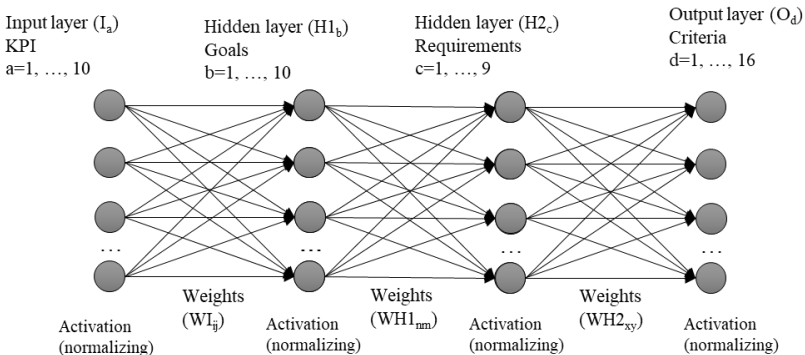 Input layer (Iₐ)
KPI
a=1, …, 10
Hidden layer (H1b)
Goals
b=1, …, 10
Hidden layer (H2c)
Requirements
c=1, …, 9
Output layer (Od)
Criteria
d=1, …, 16
…
…
…
…
Weights
(WIij)
Weights
(WH1nm)
Weights
(WH2xy)
Activation
(normalizing)
Activation
(normalizing)
Activation
(normalizing)
Activation
(normalizing)